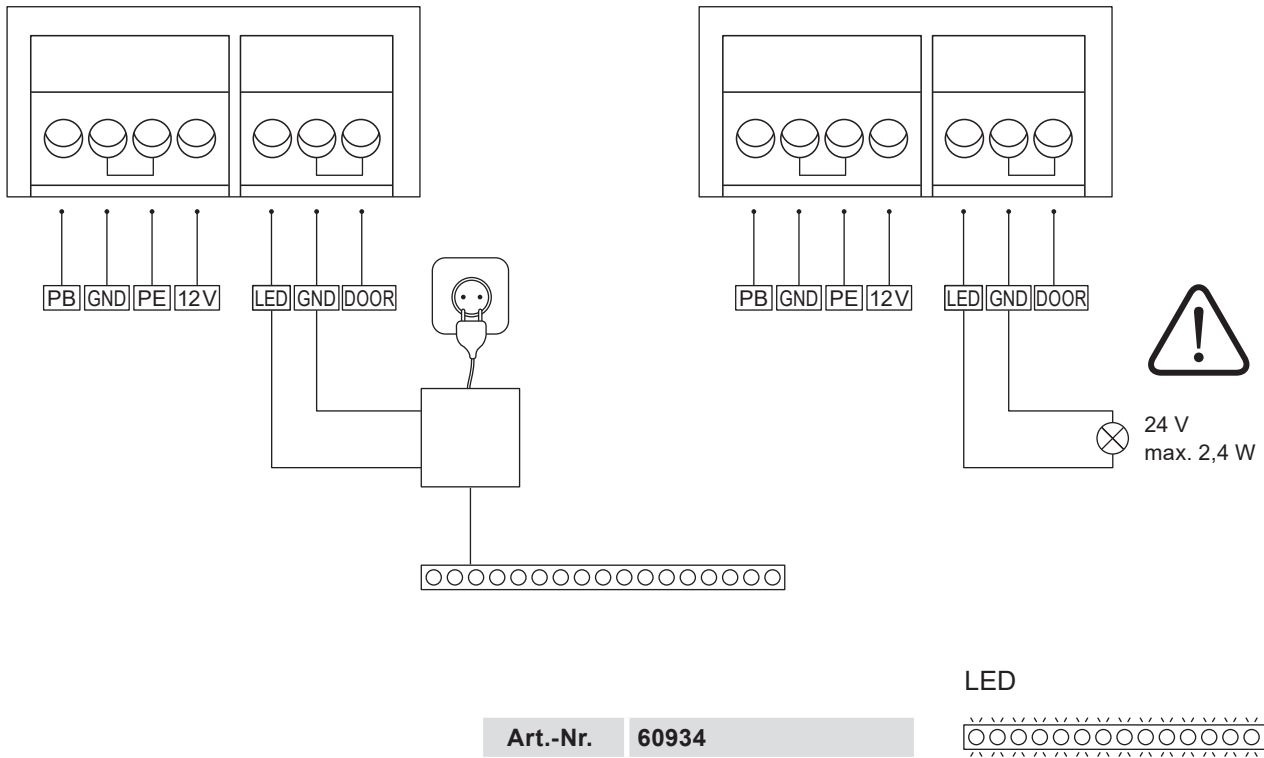 PB GND PE 12V LED GND DOOR
PB GND PE 12V LED GND DOOR
24 V
max. 2,4 W
LED
Art.-Nr. 60934